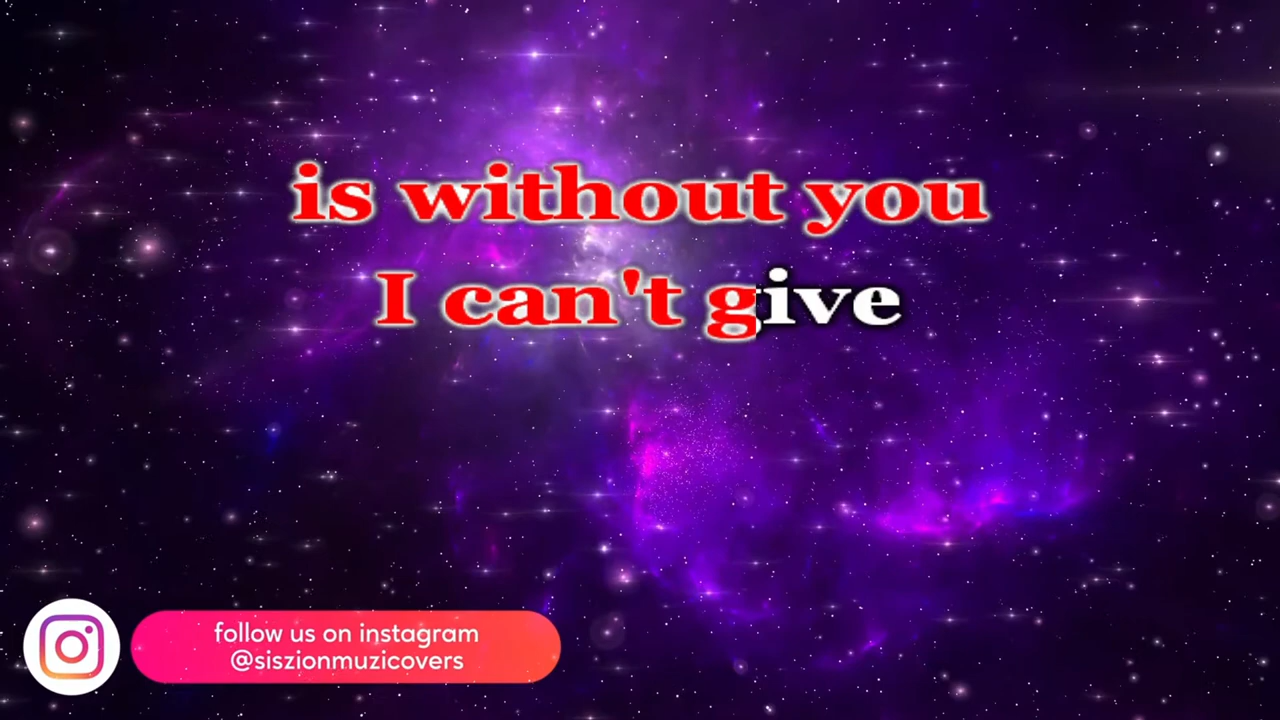 is without you
I can't give
follow us on instagram
@siszionmuzicovers